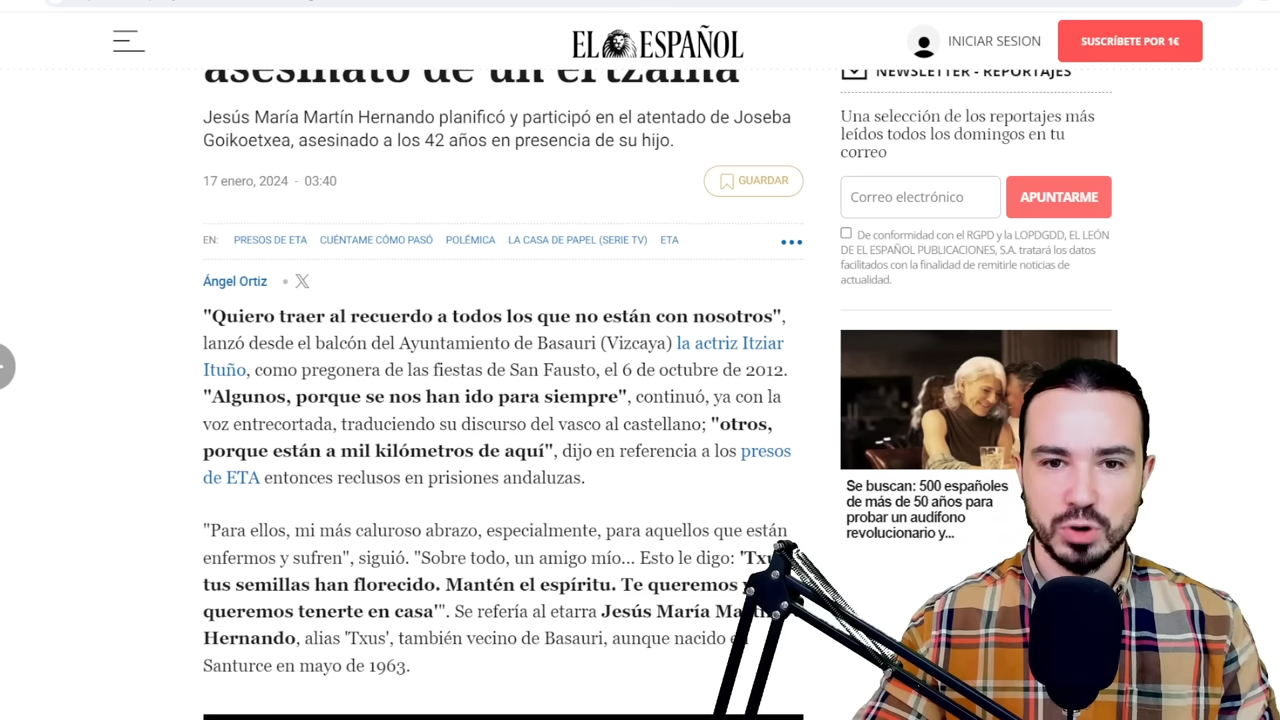 EL ESPAÑOL
INICIAR SESION
SUSCRÍBETE POR 1€
asesinato de un ertzaina
Jesús María Martín Hernando planificó y participó en el atentado de Joseba
Goikoetxea, asesinado a los 42 años en presencia de su hijo.
17 enero, 2024 - 03:40
GUARDAR
EN: PRESOS DE ETA CUÉNTAME CÓMO PASÓ POLÉMICA LA CASA DE PAPEL (SERIE TV) ETA
Ángel Ortiz
"Quiero traer al recuerdo a todos los que no están con nosotros",
lanzó desde el balcón del Ayuntamiento de Basauri (Vizcaya) la actriz Itziar
Ituño, como pregonera de las fiestas de San Fausto, el 6 de octubre de 2012.
"Algunos, porque se nos han ido para siempre", continuó, ya con la
voz entrecortada, traduciendo su discurso del vasco al castellano; "otros,
porque están a mil kilómetros de aquí", dijo en referencia a los presos
de ETA entonces reclusos en prisiones andaluzas.
"Para ellos, mi más caluroso abrazo, especialmente, para aquellos que están
enfermos y sufren", siguió. "Sobre todo, un amigo mío... Esto le digo:
tus semillas han florecido. Mantén el espíritu. Te queremos y
queremos tenerte en casa'". Se refería al etarra Jesús María
Hernando, alias 'Txus', también vecino de Basauri, aunque nacido
Santurce en mayo de 1963.
NEWSLETTER - REPORTAJES
Una selección de los reportajes más
leídos todos los domingos en tu
correo
Correo electrónico
APUNTARME
De conformidad con el RGPD y la LOPDGDD, EL LEÓN
DE EL ESPAÑOL PUBLICACIONES, S.A. tratará los datos
facilitados con la finalidad de remitirle noticias de
actualidad.
Se buscan: 500 españoles
de más de 50 años para
probar un audífono
revolucionario y...